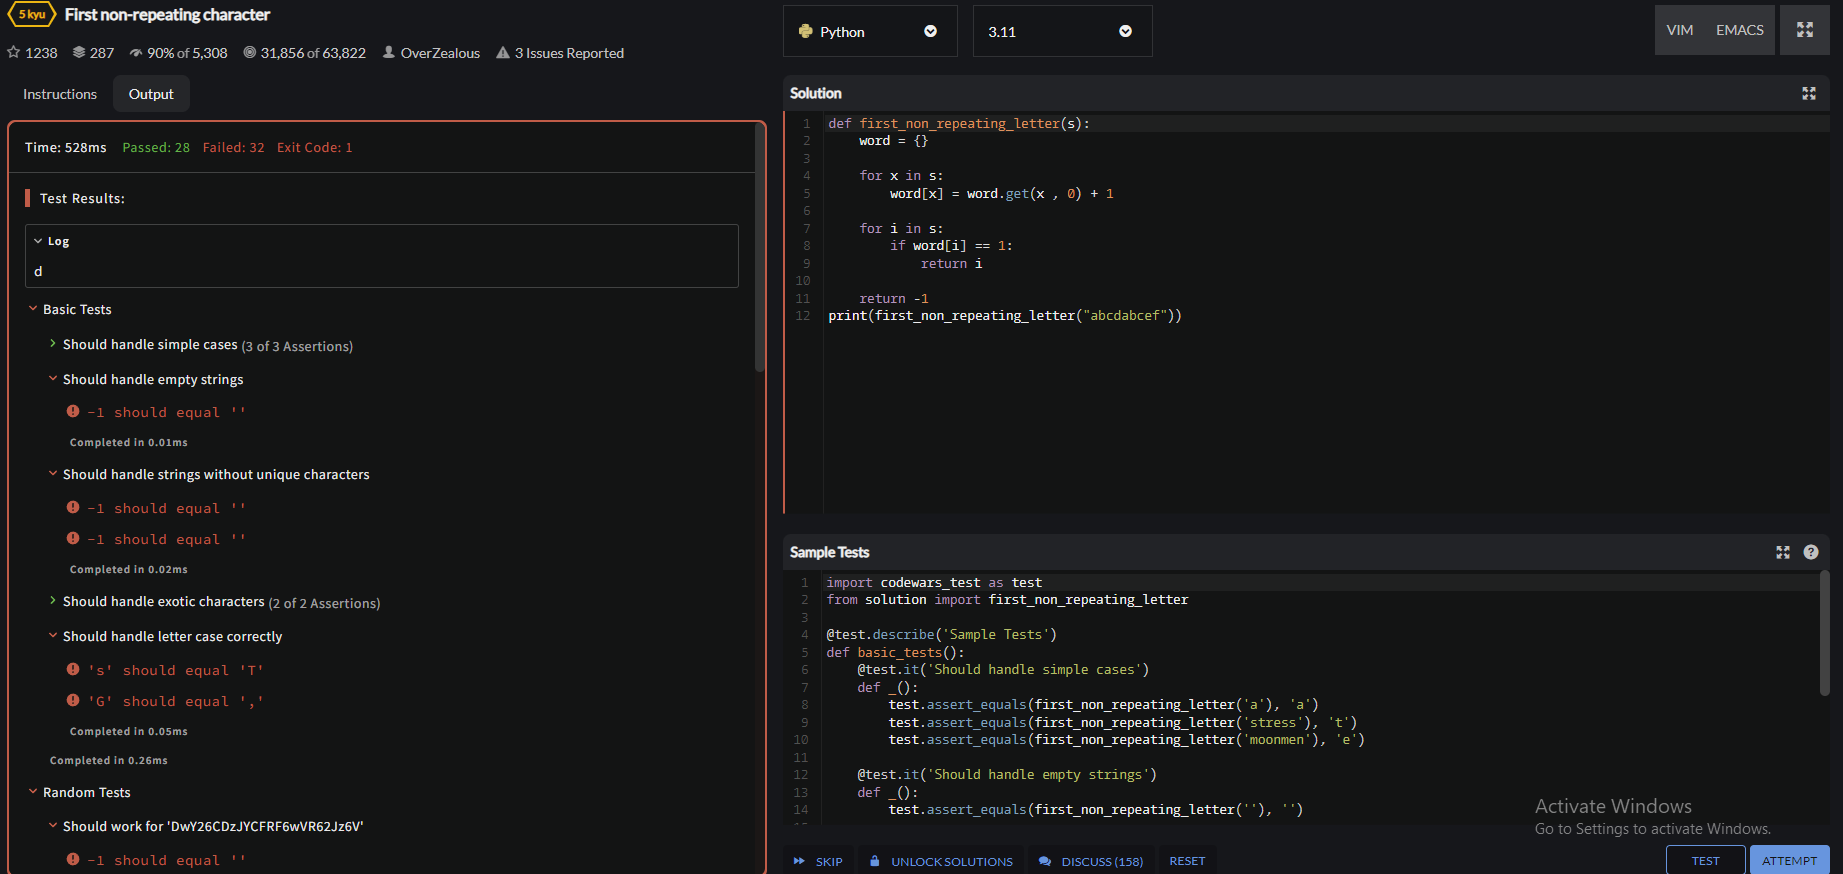 5 kyu First non-repeating character
1238 287 90% of 5,308 31,856 of 63,822 OverZealous 3 Issues Reported
Instructions Output
Time: 528ms Passed: 28 Failed: 32 Exit Code: 1
Test Results:
Log
d
Basic Tests
Should handle simple cases (3 of 3 Assertions)
Should handle empty strings
-1 should equal ''
Completed in 0.01ms
Should handle strings without unique characters
-1 should equal ''
-1 should equal ''
Completed in 0.02ms
Should handle exotic characters (2 of 2 Assertions)
Should handle letter case correctly
's' should equal 'T'
'G' should equal ','
Completed in 0.05ms
Completed in 0.26ms
Random Tests
Should work for 'DwY26CDzJYCFRF6wVR62Jz6V'
-1 should equal ''
Python 3.11 VIM EMACS
Solution
1 def first_non_repeating_letter(s):
2 word = {}
3
4 for x in s:
5 word[x] = word.get(x , 0) + 1
6
7 for i in s:
8 if word[i] == 1:
9 return i
10
11 return -1
12 print(first_non_repeating_letter("abcdabcef"))
Sample Tests
1 import codewars_test as test
2 from solution import first_non_repeating_letter
3
4 @test.describe('Sample Tests')
5 def basic_tests():
6 @test.it('Should handle simple cases')
7 def _():
8 test.assert_equals(first_non_repeating_letter('a'), 'a')
9 test.assert_equals(first_non_repeating_letter('stress'), 't')
10 test.assert_equals(first_non_repeating_letter('moonmen'), 'e')
11
12 @test.it('Should handle empty strings')
13 def _():
14 test.assert_equals(first_non_repeating_letter(''), '')
Activate Windows
Go to Settings to activate Windows.
SKIP UNLOCK SOLUTIONS DISCUSS (158) RESET TEST ATTEMPT